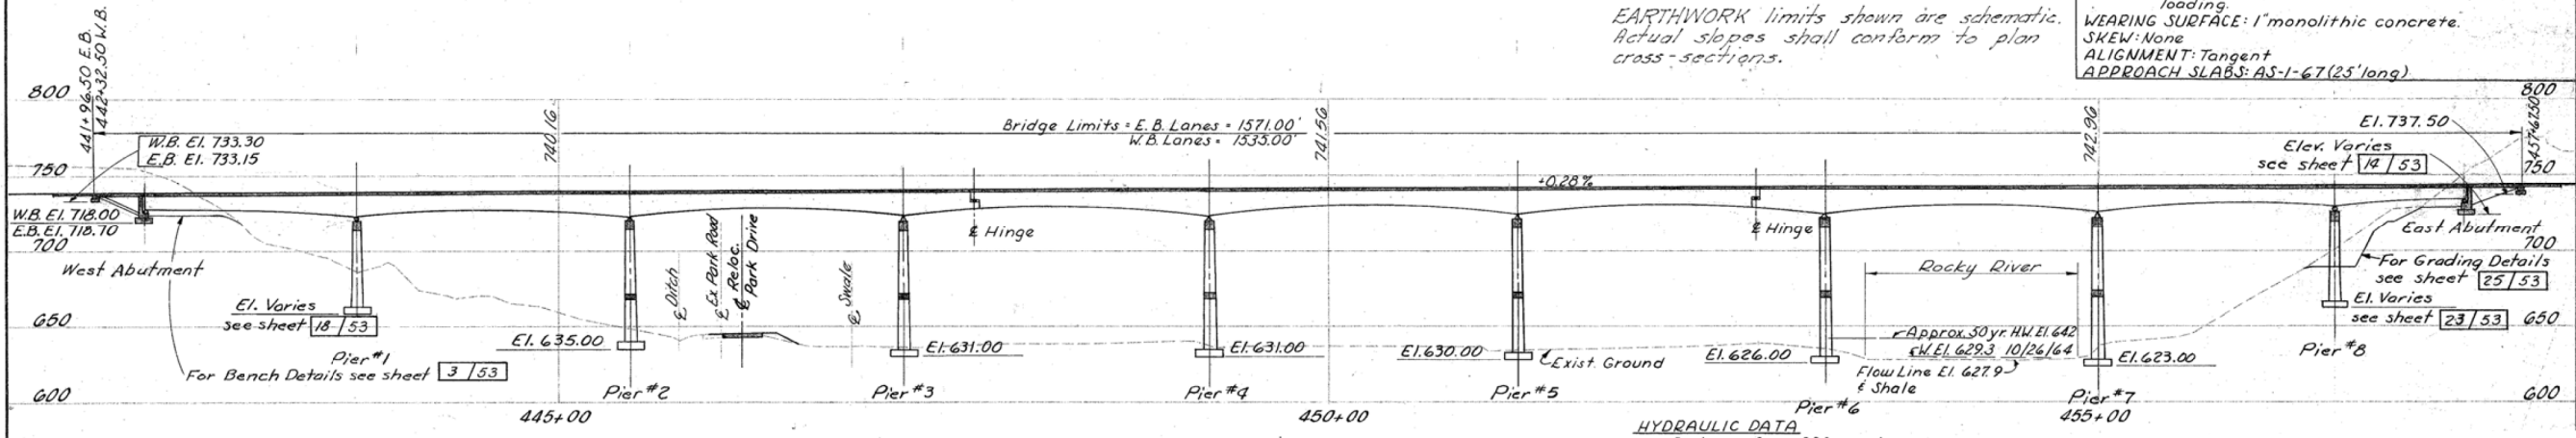 EARTHWORK limits shown are schematic.
Actual slopes shall conform to plan
cross-sections.
loading.
WEARING SURFACE: 1" monolithic concrete.
SKEW: None
ALIGNMENT: Tangent
APPROACH SLABS: AS-1-67 (25' long)
441+96.50 E.B.
442+32.50 W.B.
800
800
740.16
741.56
742.96
457+67.50
Bridge Limits = E.B. Lanes = 1571.00'
W.B. Lanes = 1535.00'
W.B. El. 733.30
E.B. El. 733.15
El. 737.50
Elev. Varies
see sheet 14/53
750
750
+0.28%
W.B. El. 718.00
E.B. El. 718.70
700
700
West Abutment
East Abutment
℄ Hinge
℄ Hinge
℄ Ditch
℄ Ex Park Road
℄ Reloc.
Park Drive
℄ Swale
Rocky River
For Grading Details
see sheet 25/53
El. Varies
see sheet 18/53
El. Varies
see sheet 23/53
650
650
El. 635.00
El. 631.00
El. 631.00
El. 630.00
Exist. Ground
El. 626.00
Approx. 50 yr. H.W. El. 642
W. El. 629.3 10/26/64
El. 623.00
Flow Line El. 627.9
& Shale
Pier #1
For Bench Details see sheet 3/53
Pier #2
Pier #3
Pier #4
Pier #5
Pier #6
Pier #7
Pier #8
600
600
445+00
450+00
455+00
HYDRAULIC DATA